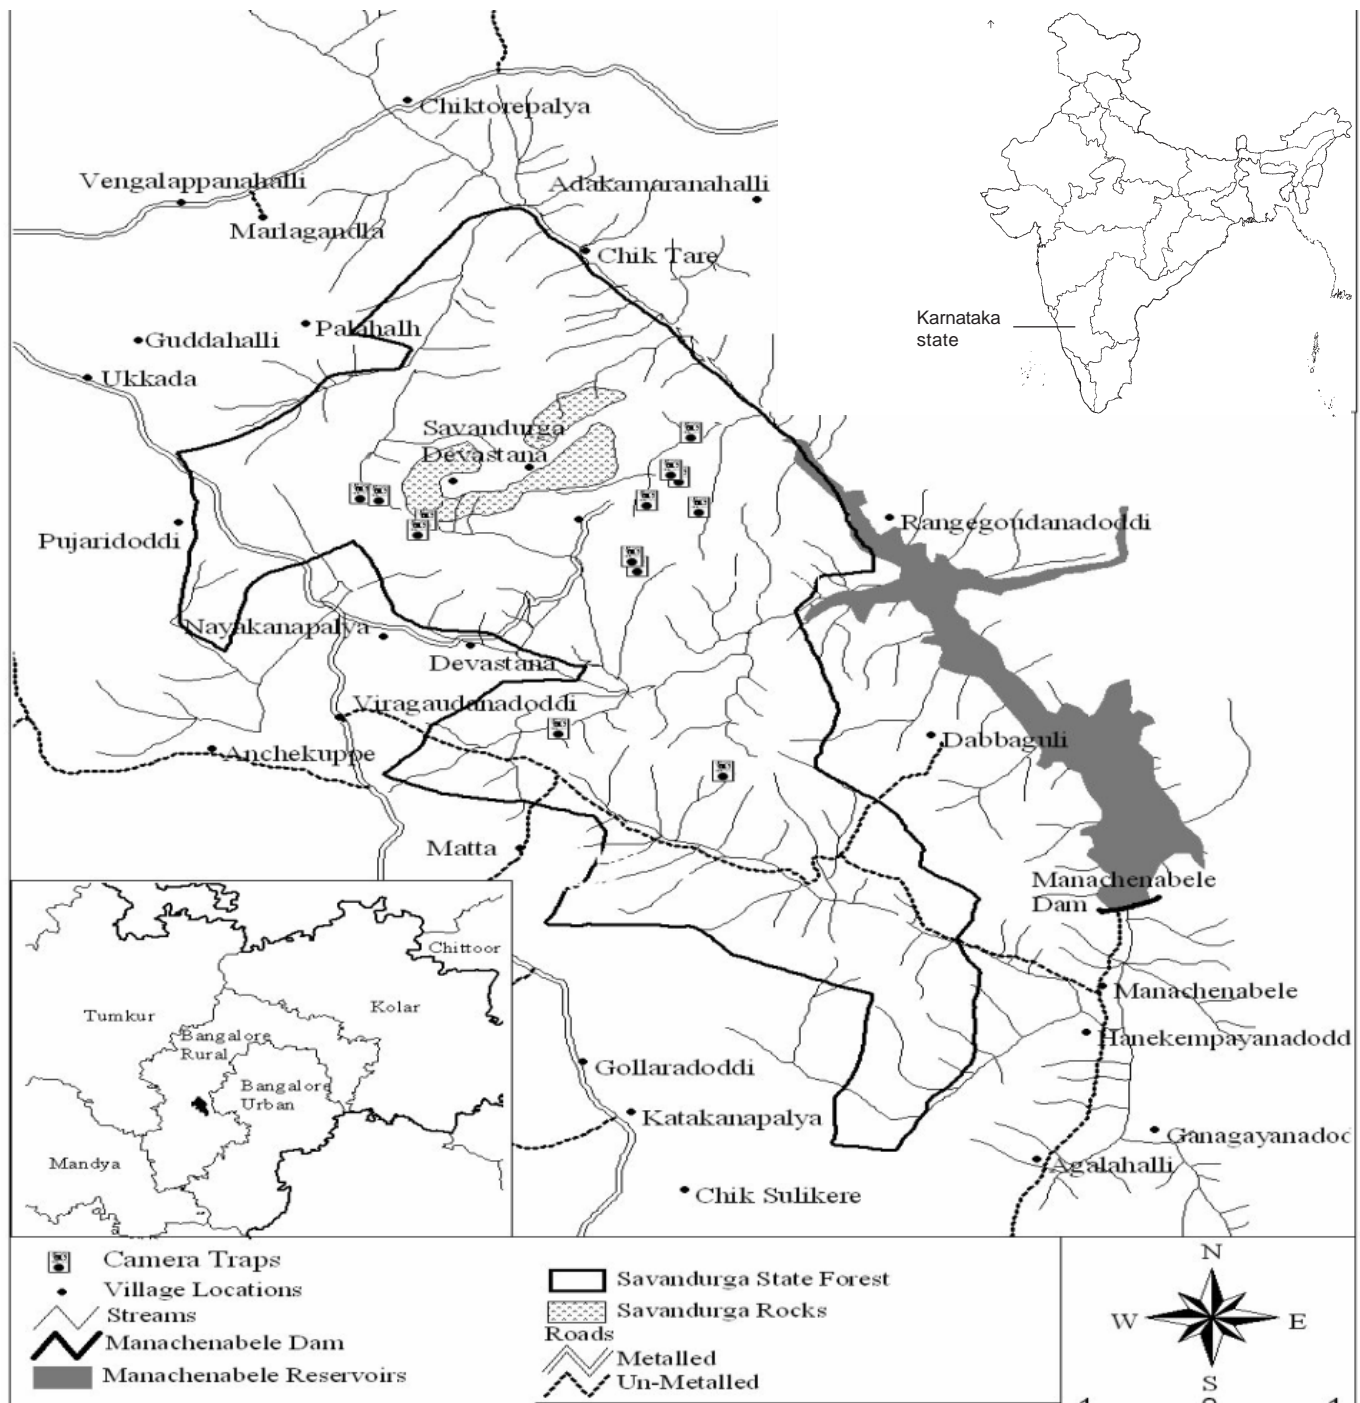 Chiktorepalya
Vengalappanahalli
Adakamaranahalli
Marlagandla
Chik Tare
Karnataka
state
Palahalh
Guddahalli
Ukkada
Savandurga
Devastana
Pujaridoddi
Rangegoudanadoddi
Nayakanapalya
Devastana
Viragaudanadoddi
Anchekuppe
Dabbaguli
Matta
Manachenabele
Dam
Chittoor
Tumkur
Kolar
Bangalore
Rural
Bangalore
Urban
Mandya
Manachenabele
Hanekempayanadodd
Gollaradoddi
Katakanapalya
Ganagayanadoc
Agalahalli
Chik Sulikere
Camera Traps
Village Locations
Streams
Manachenabele Dam
Manachenabele Reservoirs
Savandurga State Forest
Savandurga Rocks
Roads
Metalled
Un-Metalled
N
W
E
S